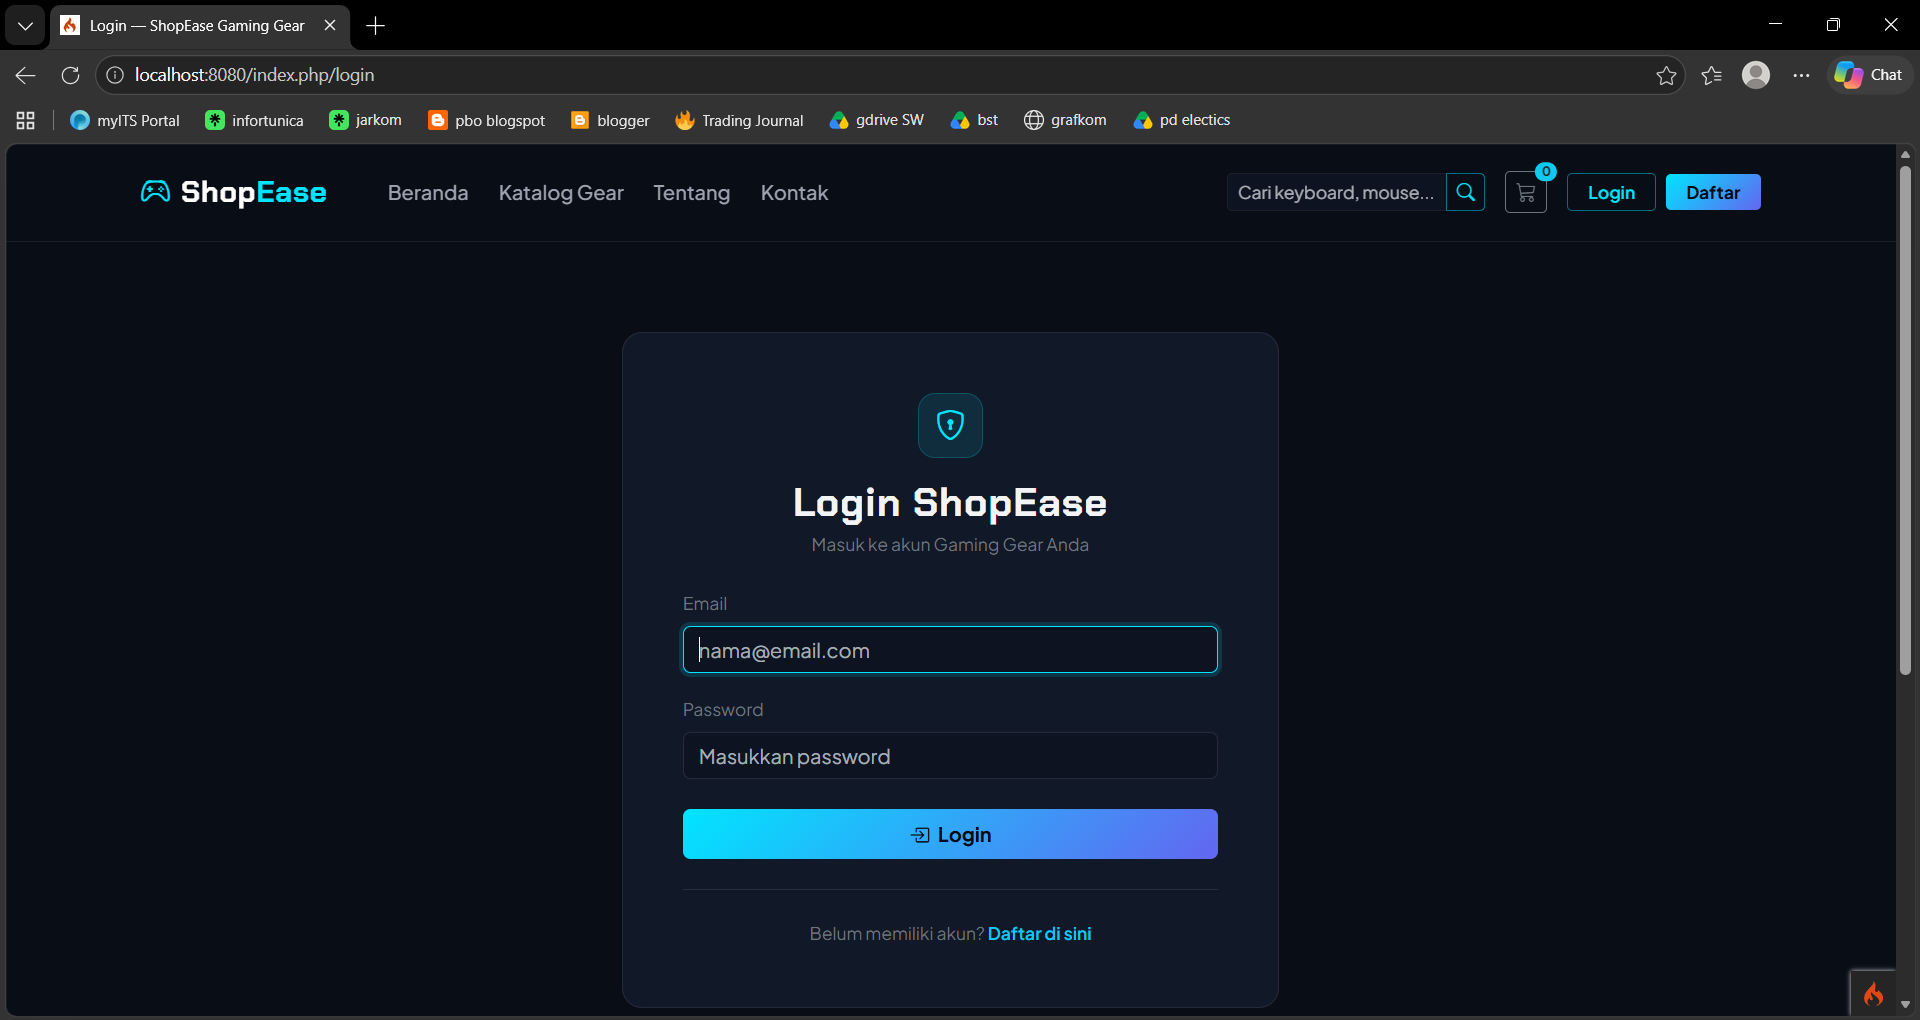 Login — ShopEase Gaming Gear
localhost:8080/index.php/login
Chat
myITS Portal
infortunica
jarkom
pbo blogspot
blogger
Trading Journal
gdrive SW
bst
grafkom
pd electics
ShopEase
Beranda
Katalog Gear
Tentang
Kontak
Cari keyboard, mouse...
0
Login
Daftar
Login ShopEase
Masuk ke akun Gaming Gear Anda
Email
nama@email.com
Password
Masukkan password
Login
Belum memiliki akun? Daftar di sini